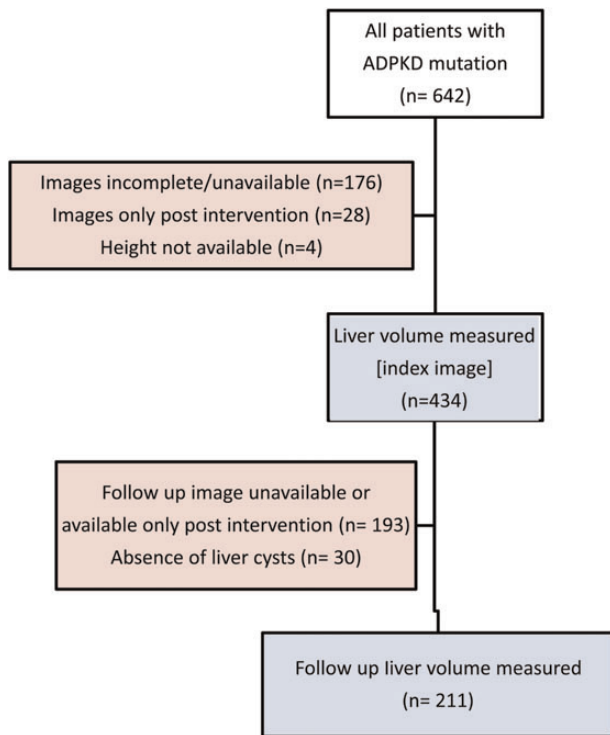 All patients with
ADPKD mutation
(n= 642)
Images incomplete/unavailable (n=176)
Images only post intervention (n=28)
Height not available (n=4)
Liver volume measured
[index image]
(n=434)
Follow up image unavailable or
available only post intervention (n= 193)
Absence of liver cysts (n= 30)
Follow up liver volume measured
(n= 211)